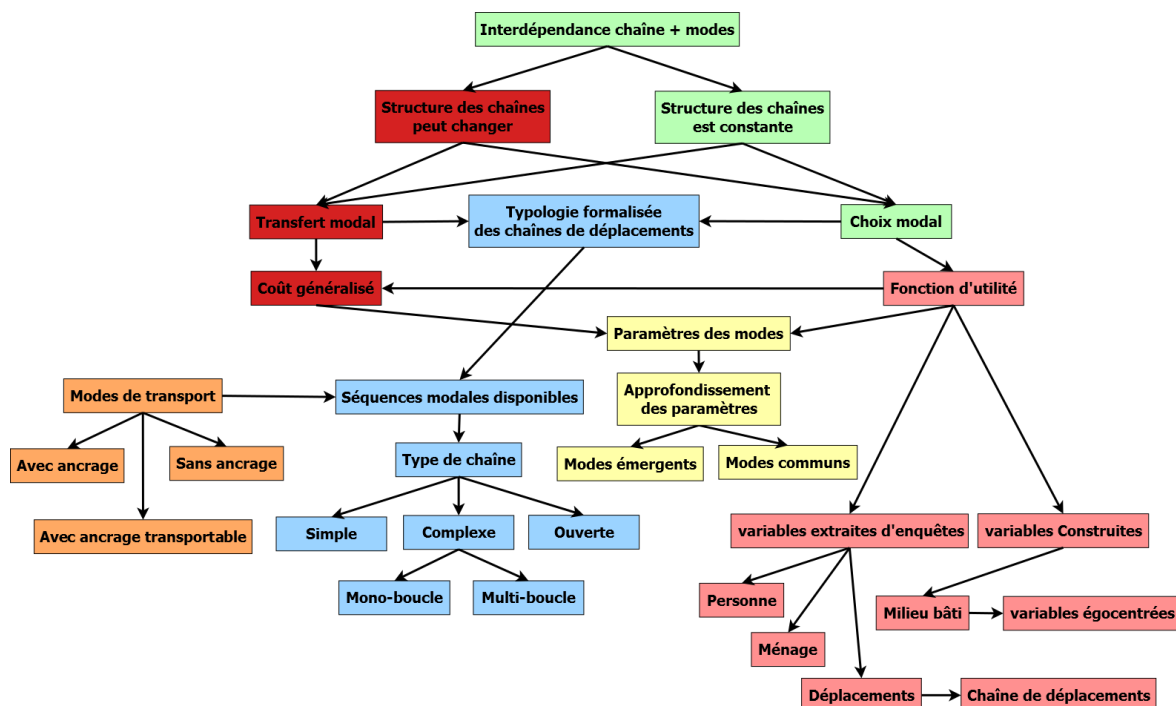 Interdépendance chaîne + modes
Structure des chaînes
peut changer
Structure des chaînes
est constante
Transfert modal
Typologie formalisée
des chaînes de déplacements
Choix modal
Coût généralisé
Fonction d'utilité
Paramètres des modes
Modes de transport
Séquences modales disponibles
Approfondissement
des paramètres
Avec ancrage
Sans ancrage
Type de chaîne
Modes émergents
Modes communs
Avec ancrage transportable
Simple
Complexe
Ouverte
variables extraites d'enquêtes
variables Construites
Mono-boucle
Multi-boucle
Personne
Milieu bâti
variables égocentrées
Ménage
Déplacements
Chaîne de déplacements